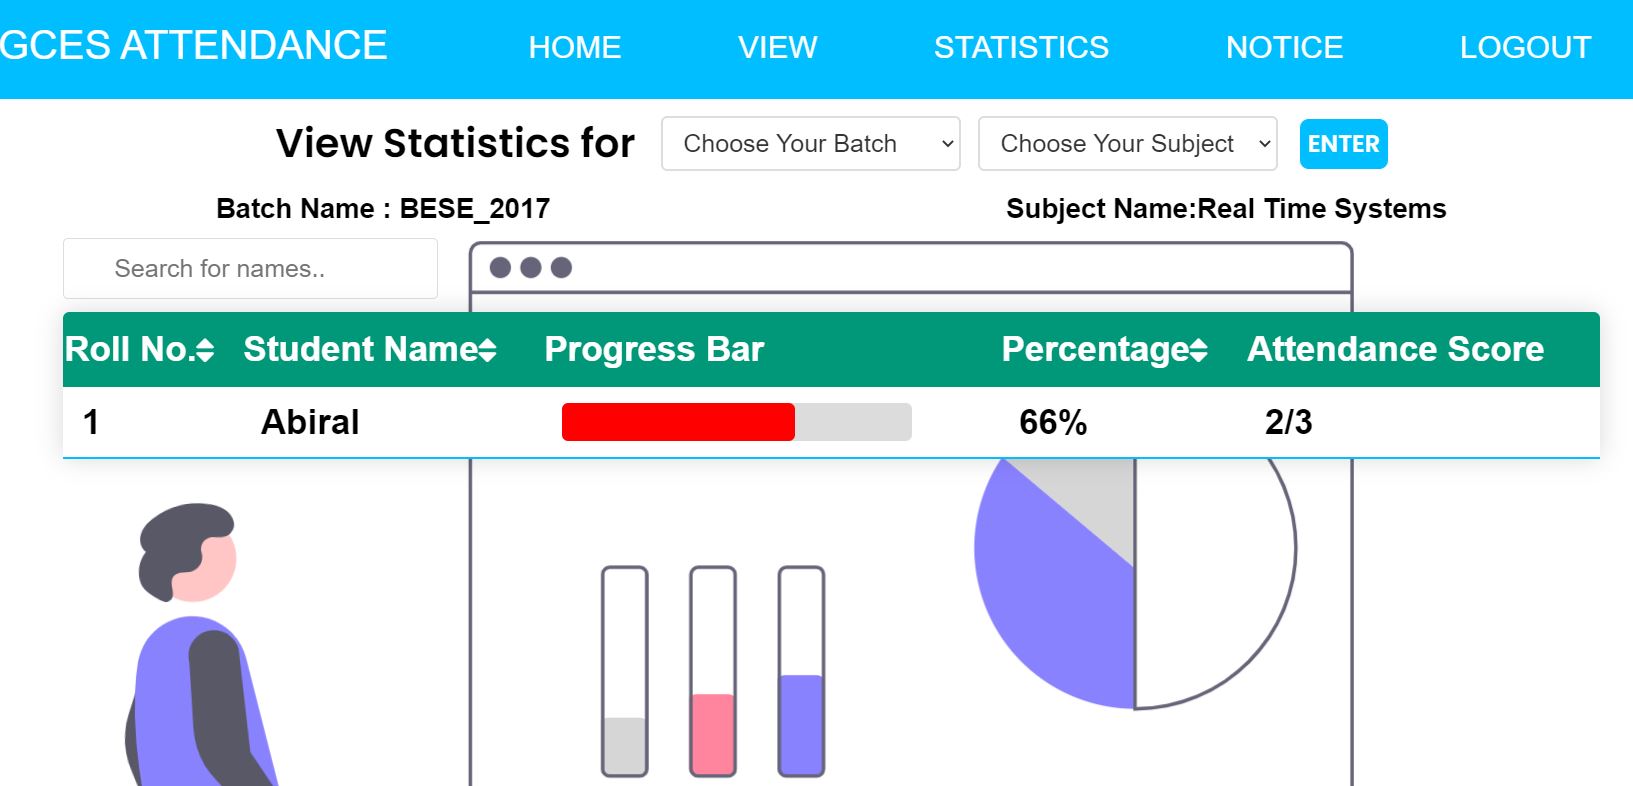 GCES ATTENDANCE HOME VIEW STATISTICS NOTICE LOGOUT
View Statistics for Choose Your Batch Choose Your Subject ENTER
Batch Name : BESE_2017 Subject Name:Real Time Systems
Search for names..
Roll No. Student Name Progress Bar Percentage Attendance Score
1 Abiral 66% 2/3